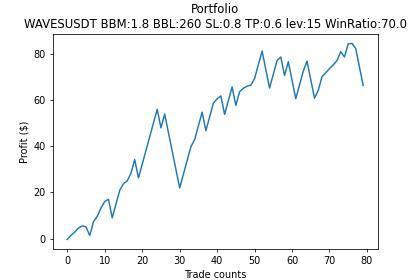 Portfolio
WAVESUSDT BBM:1.8 BBL:260 SL:0.8 TP:0.6 lev:15 WinRatio:70.0
Profit ($)
80
60
40
20
0
0 10 20 30 40 50 60 70 80
Trade counts